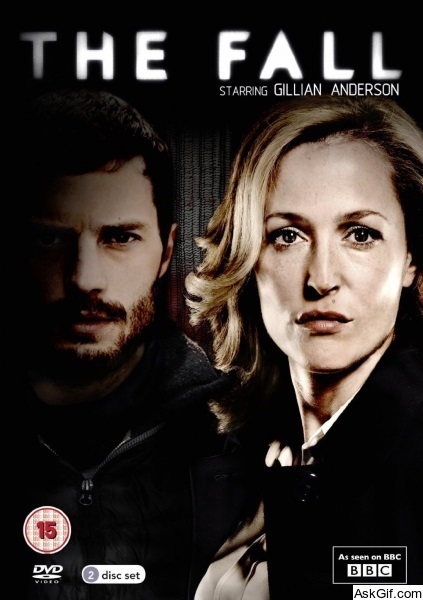 THE FALL
STARRING GILLIAN ANDERSON
15
DVD
VIDEO
2 disc set
As seen on BBC
BBC
AskGif.com